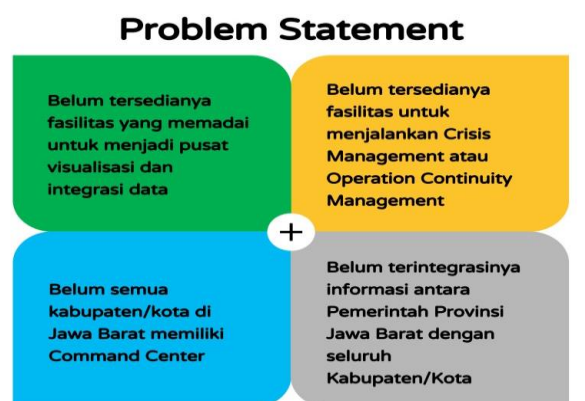 Problem Statement
Belum tersedianya
fasilitas yang memadai
untuk menjadi pusat
visualisasi dan
integrasi data
Belum tersedianya
fasilitas untuk
menjalankan Crisis
Management atau
Operation Continuity
Management
+
Belum semua
kabupaten/kota di
Jawa Barat memiliki
Command Center
Belum terintegrasinya
informasi antara
Pemerintah Provinsi
Jawa Barat dengan
seluruh
Kabupaten/Kota